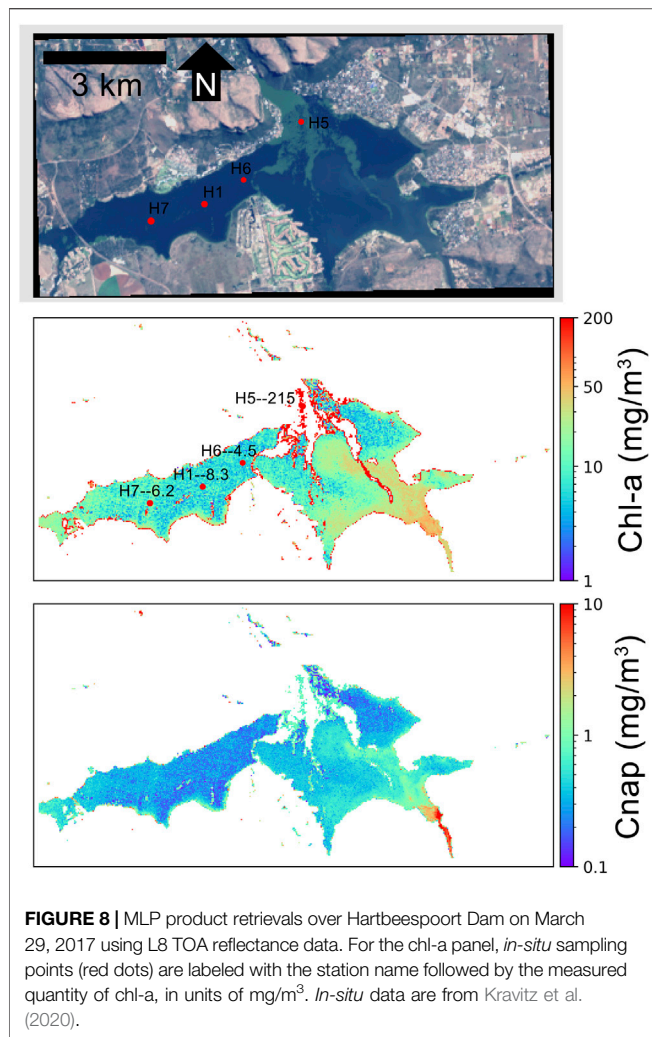 3 km
N
H5
H6
H1
H7
200
50
10
1
Chl-a (mg/m³)
H5--215
H6--4.5
H1--8.3
H7--6.2
10
1
0.1
Cnap (mg/m³)
FIGURE 8 | MLP product retrievals over Hartbeespoort Dam on March
29, 2017 using L8 TOA reflectance data. For the chl-a panel, in-situ sampling
points (red dots) are labeled with the station name followed by the measured
quantity of chl-a, in units of mg/m³. In-situ data are from Kravitz et al.
(2020).